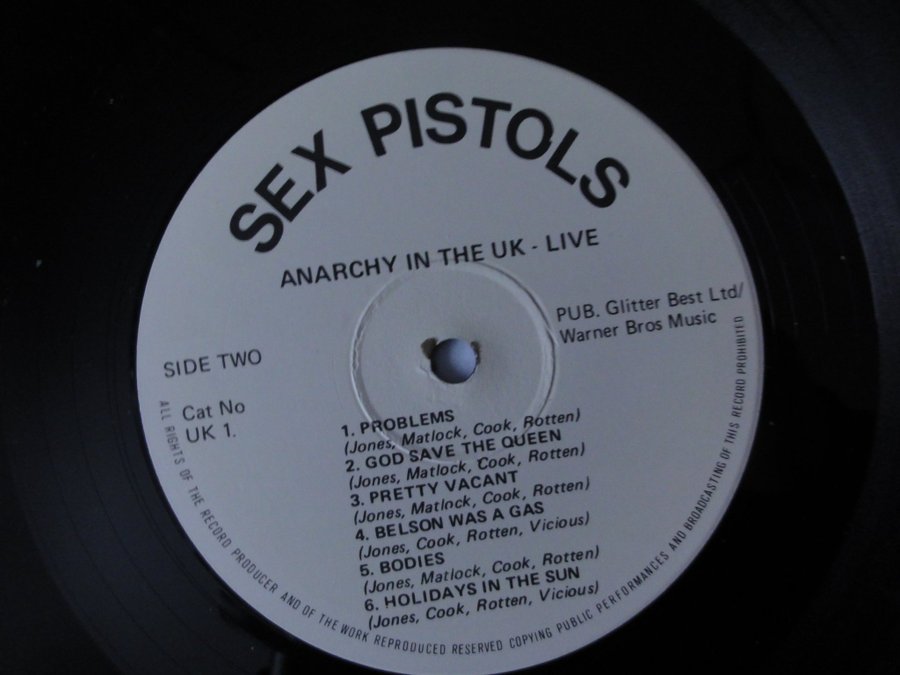 SEX PISTOLS
ANARCHY IN THE UK - LIVE
PUB. Glitter Best Ltd/
Warner Bros Music
SIDE TWO
Cat No
UK 1.
1. PROBLEMS
(Jones, Matlock, Cook, Rotten)
2. GOD SAVE THE QUEEN
(Jones, Matlock, Cook, Rotten)
3. PRETTY VACANT
(Jones, Matlock, Cook, Rotten)
4. BELSON WAS A GAS
(Jones, Cook, Rotten, Vicious)
5. BODIES
(Jones, Matlock, Cook, Rotten)
6. HOLIDAYS IN THE SUN
(Jones, Cook, Rotten, Vicious)
ALL RIGHTS OF THE RECORD PRODUCER AND OF THE WORK REPRODUCED RESERVED COPYING PUBLIC PERFORMANCES AND BROADCASTING OF THIS RECORD PROHIBITED